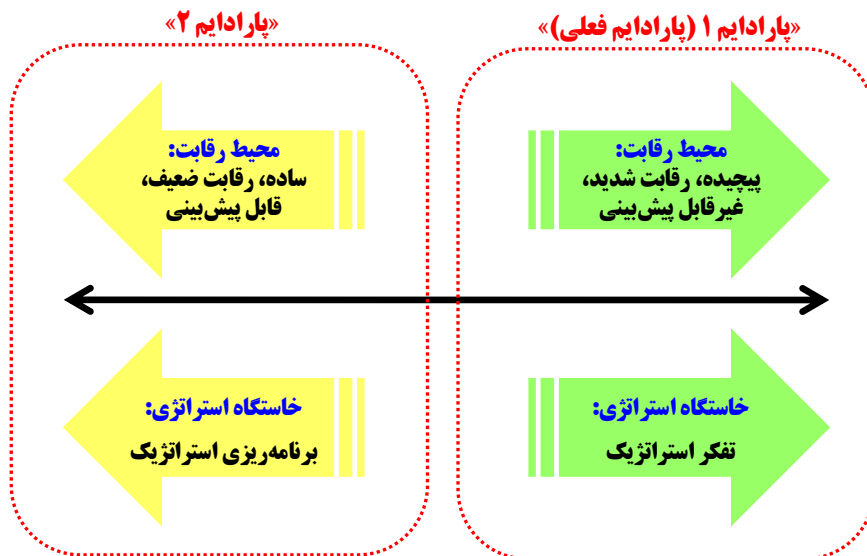 «پارادایم ۱ (پارادایم فعلی)»
محیط رقابت:
پیچیده، رقابت شدید،
غیرقابل پیش‌بینی
خاستگاه استراتژی:
تفکر استراتژیک
«پارادایم ۲»
محیط رقابت:
ساده، رقابت ضعیف،
قابل پیش‌بینی
خاستگاه استراتژی:
برنامه‌ریزی استراتژیک